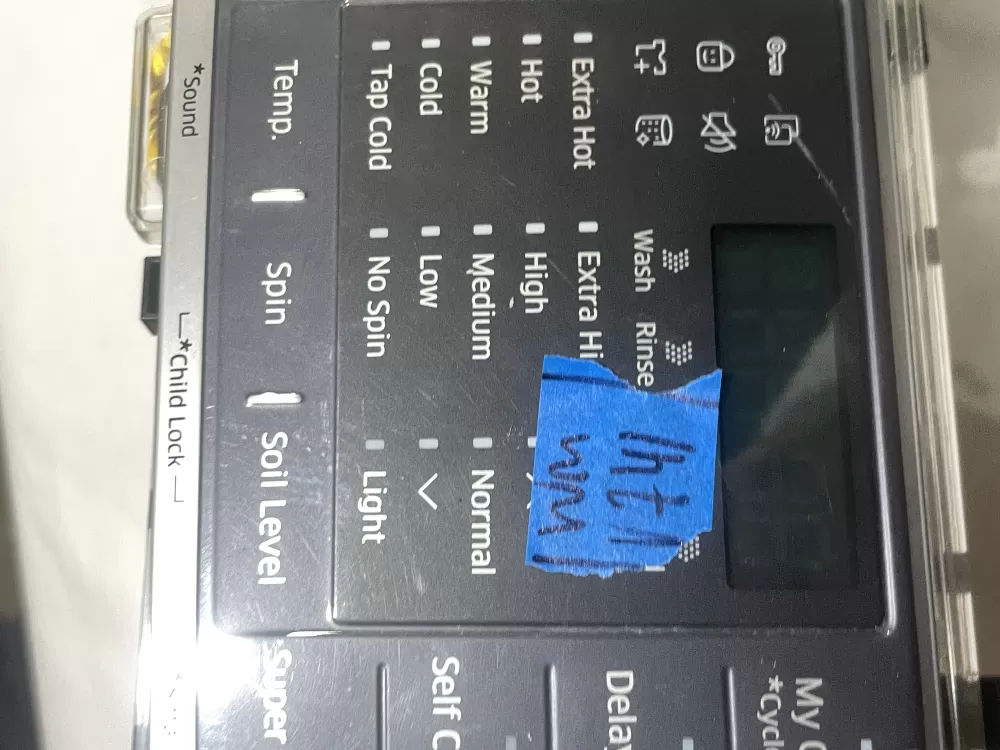 Wash
Rinse
Extra Hot
Extra Hi
Hot
High
Warm
Medium
Normal
Cold
Low
Tap Cold
No Spin
Light
Temp.
Spin
Soil Level
*Sound
*Child Lock
My C
*Cycl
Delay
Self C
Super